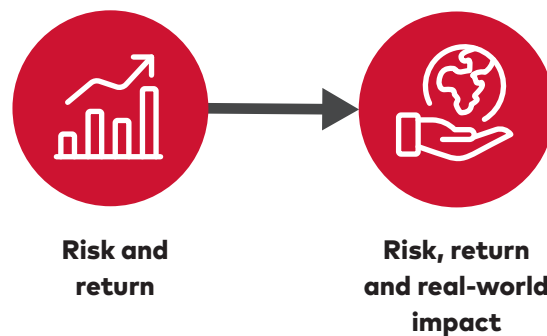 Risk and
return
Risk, return
and real-world
impact